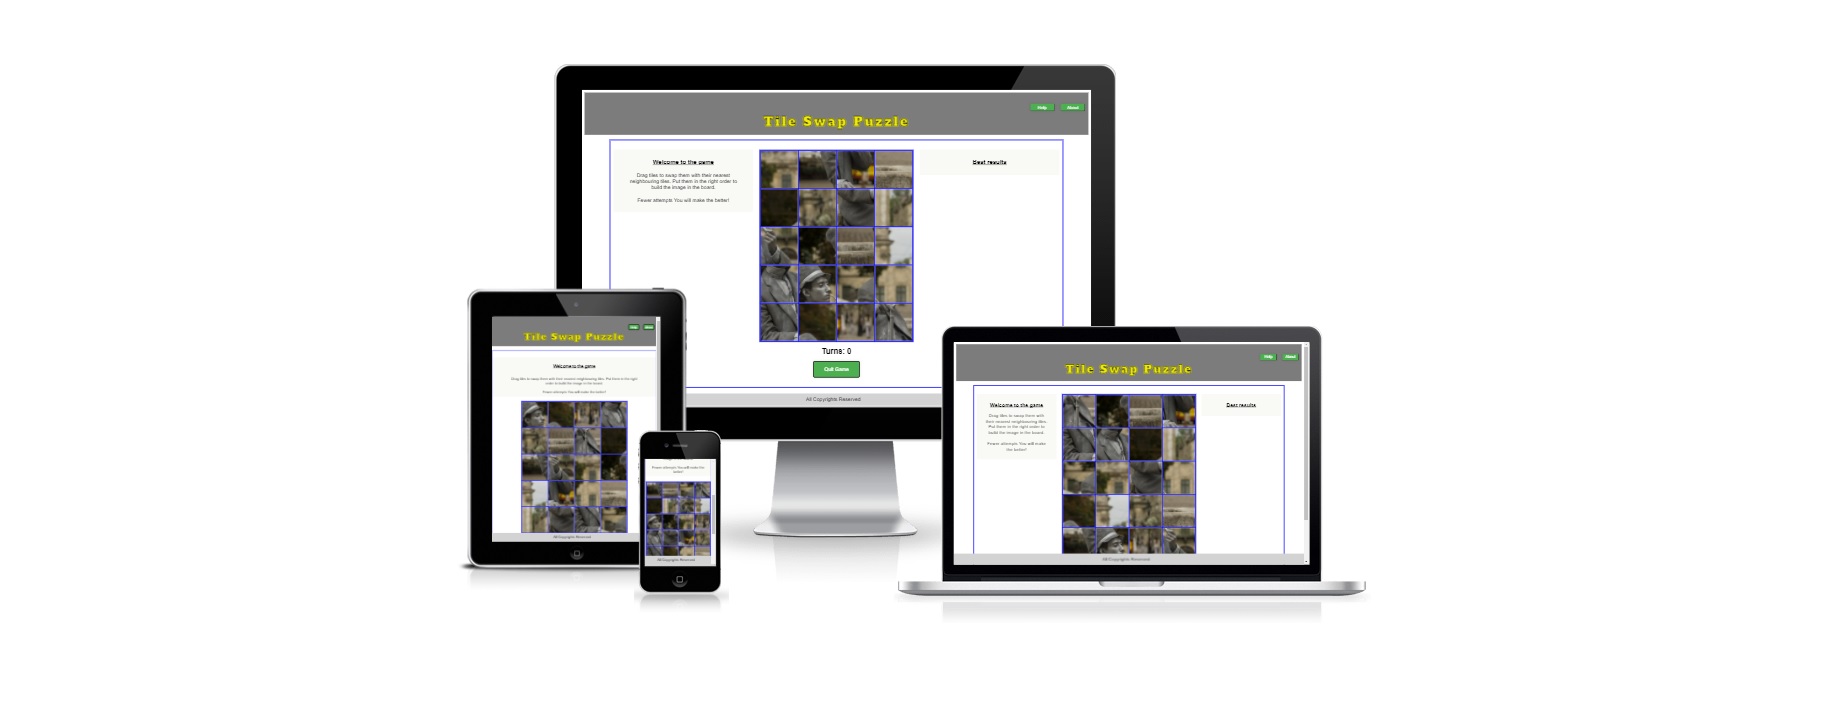 Help About
Tile Swap Puzzle
Welcome to the game
Drag tiles to swap them with their nearest
neighbouring tiles. Put them in the right order to
build the image in the board.
Fewer attempts You will make the better!
Best results
Turns: 0
Quit Game
All Copyrights Reserved
Help About
Tile Swap Puzzle
Welcome to the game
Drag tiles to swap them with their nearest neighbouring tiles. Put them in the right
order to build the image in the board.
Fewer attempts You will make the better!
All Copyrights Reserved
Fewer attempts You will make the
better!
All Copyrights Reserved
Help About
Tile Swap Puzzle
Welcome to the game
Drag tiles to swap them with
their nearest neighbouring tiles.
Put them in the right order to
build the image in the board.
Fewer attempts You will make
the better!
Best results
All Copyrights Reserved